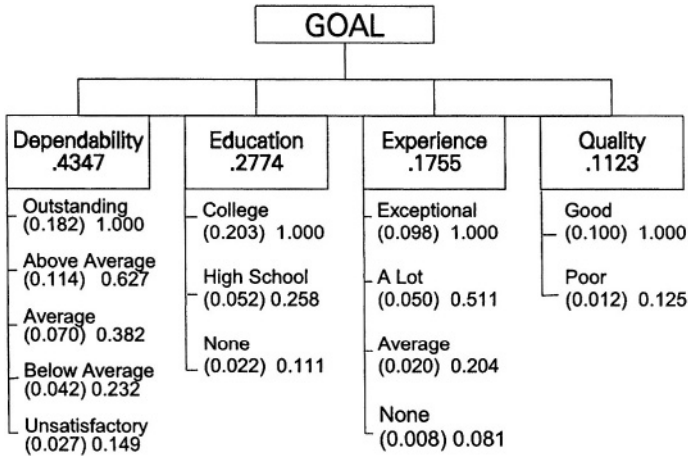 GOAL
Dependability
.4347
Outstanding
(0.182) 1.000
Above Average
(0.114) 0.627
Average
(0.070) 0.382
Below Average
(0.042) 0.232
Unsatisfactory
(0.027) 0.149
Education
.2774
College
(0.203) 1.000
High School
(0.052) 0.258
None
(0.022) 0.111
Experience
.1755
Exceptional
(0.098) 1.000
A Lot
(0.050) 0.511
Average
(0.020) 0.204
None
(0.008) 0.081
Quality
.1123
Good
(0.100) 1.000
Poor
(0.012) 0.125